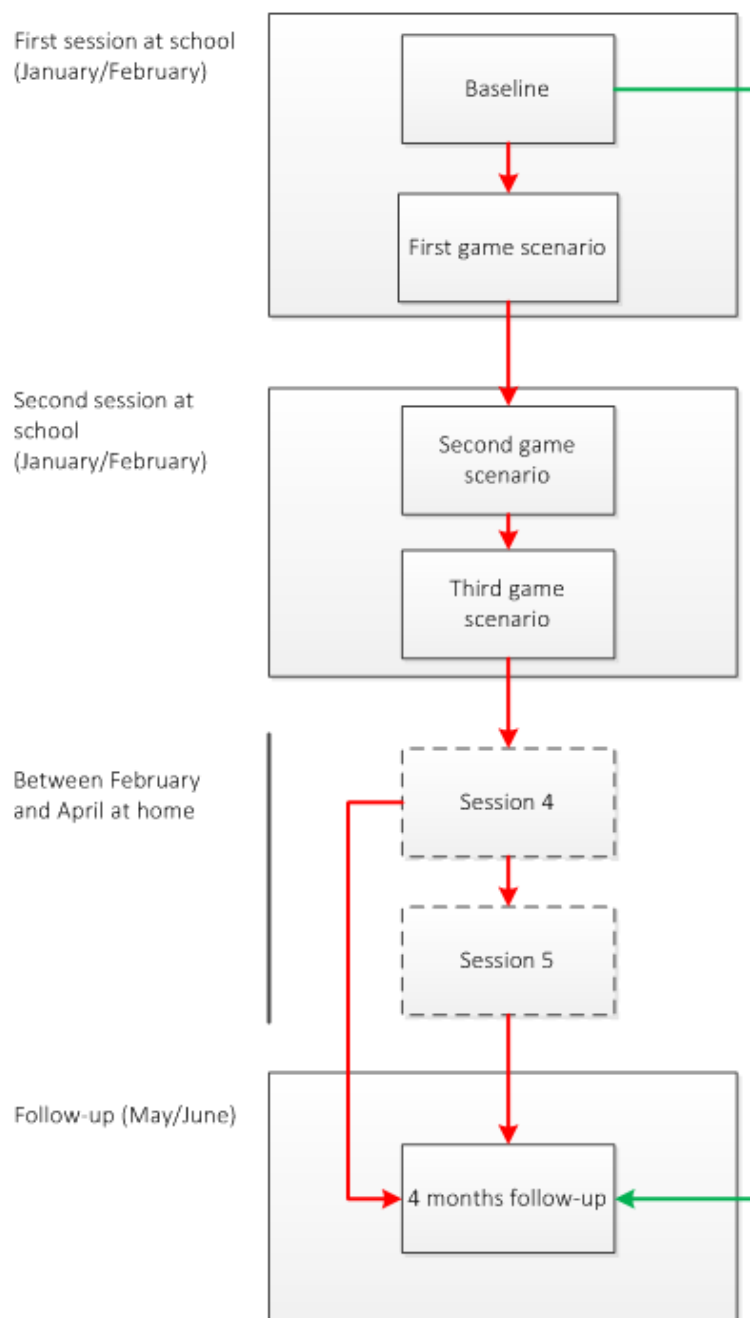 First session at school
(January/February)
Baseline
First game scenario
Second session at
school
(January/February)
Second game
scenario
Third game
scenario
Between February
and April at home
Session 4
Session 5
Follow-up (May/June)
4 months follow-up